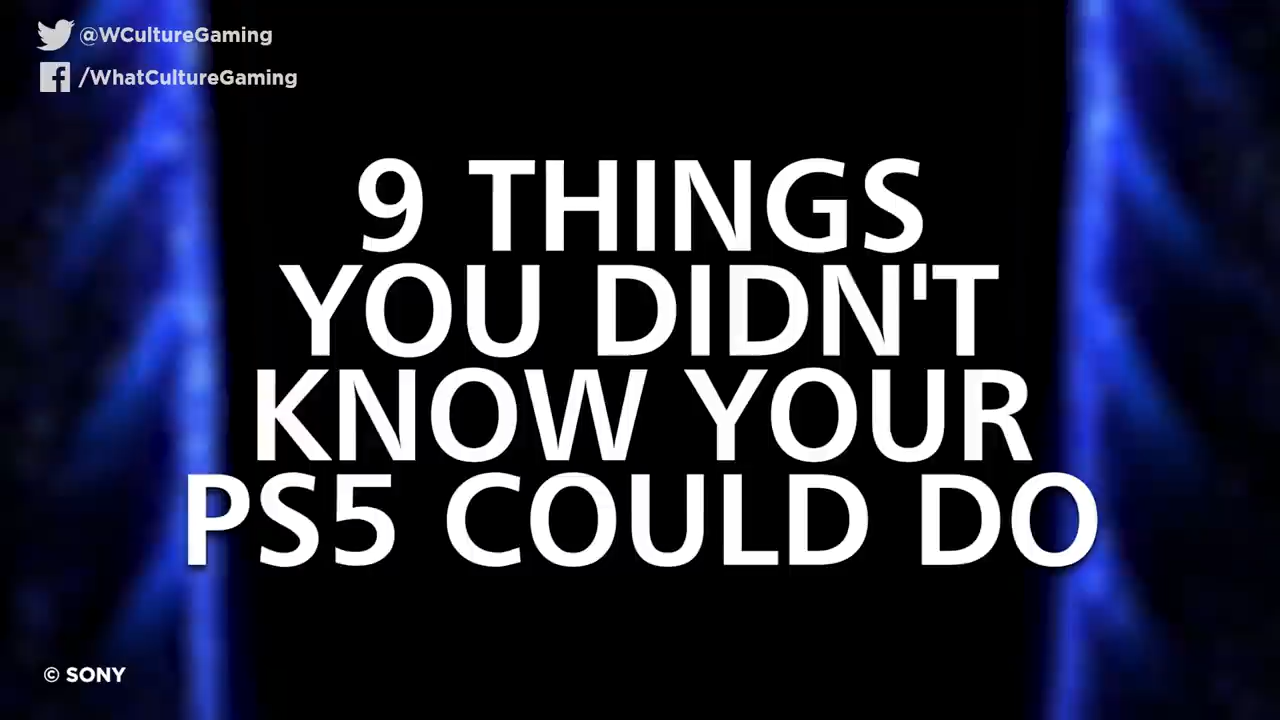 @WCultureGaming
/WhatCultureGaming
9 THINGS
YOU DIDN'T
KNOW YOUR
PS5 COULD DO
© SONY